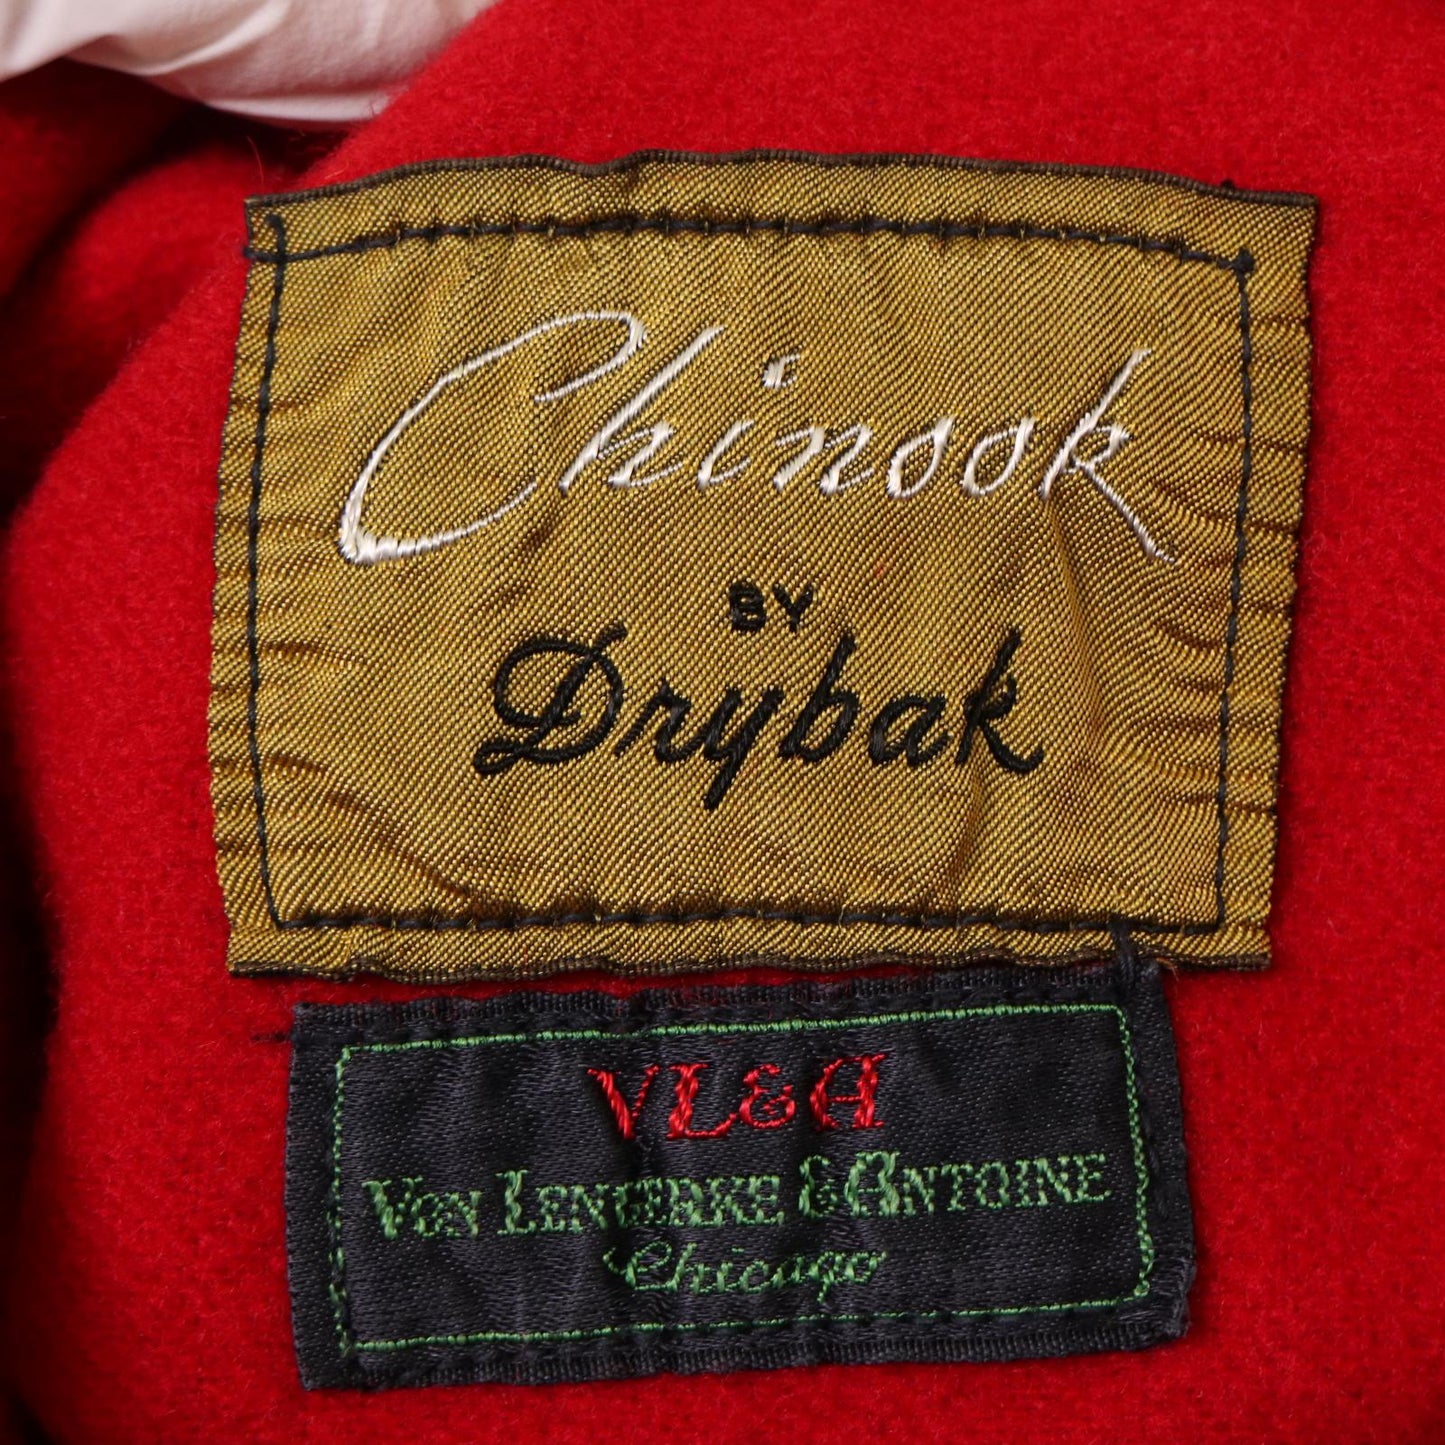 Chinook
BY
Drybak
VL&A
VON LENGERKE & ANTOINE
Chicago